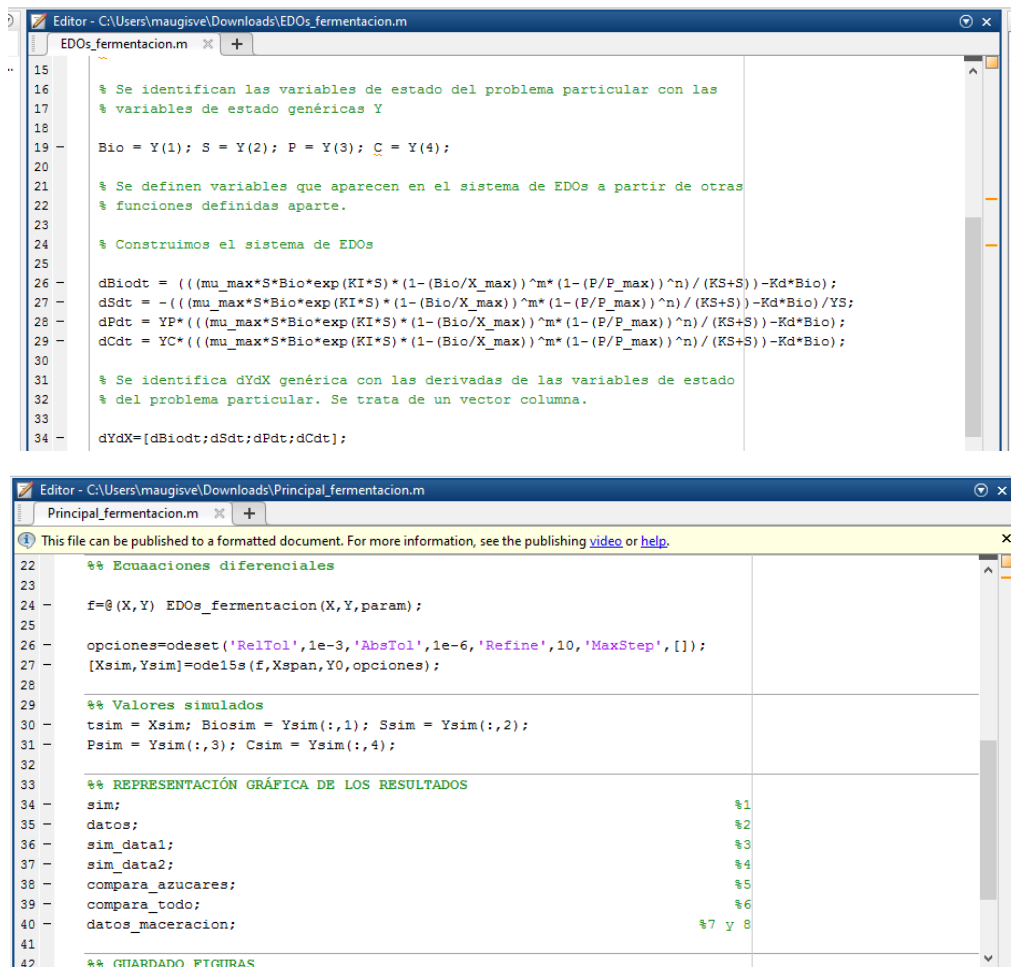 Editor - C:\Users\maugisve\Downloads\EDOs_fermentacion.m
EDOs_fermentacion.m
15
16 % Se identifican las variables de estado del problema particular con las
17 % variables de estado genéricas Y
18
19 - Bio = Y(1); S = Y(2); P = Y(3); C = Y(4);
20
21 % Se definen variables que aparecen en el sistema de EDOs a partir de otras
22 % funciones definidas aparte.
23
24 % Construimos el sistema de EDOs
25
26 - dBiodt = (((mu_max*S*Bio*exp(KI*S)*(1-(Bio/X_max))^m*(1-(P/P_max))^n)/(KS+S))-Kd*Bio);
27 - dSdt = -(((mu_max*S*Bio*exp(KI*S)*(1-(Bio/X_max))^m*(1-(P/P_max))^n)/(KS+S))-Kd*Bio)/YS;
28 - dPdt = YP*(((mu_max*S*Bio*exp(KI*S)*(1-(Bio/X_max))^m*(1-(P/P_max))^n)/(KS+S))-Kd*Bio);
29 - dCdt = YC*(((mu_max*S*Bio*exp(KI*S)*(1-(Bio/X_max))^m*(1-(P/P_max))^n)/(KS+S))-Kd*Bio);
30
31 % Se identifica dYdX genérica con las derivadas de las variables de estado
32 % del problema particular. Se trata de un vector columna.
33
34 - dYdX=[dBiodt;dSdt;dPdt;dCdt];
Editor - C:\Users\maugisve\Downloads\Principal_fermentacion.m
Principal_fermentacion.m
This file can be published to a formatted document. For more information, see the publishing video or help.
22 %% Ecuaaciones diferenciales
23
24 - f=@(X,Y) EDOs_fermentacion(X,Y,param);
25
26 - opciones=odeset('RelTol',1e-3,'AbsTol',1e-6,'Refine',10,'MaxStep',[]);
27 - [Xsim,Ysim]=ode15s(f,Xspan,Y0,opciones);
28
29 %% Valores simulados
30 - tsim = Xsim; Biosim = Ysim(:,1); Ssim = Ysim(:,2);
31 - Psim = Ysim(:,3); Csim = Ysim(:,4);
32
33 %% REPRESENTACIÓN GRÁFICA DE LOS RESULTADOS
34 - sim; %1
35 - datos; %2
36 - sim_data1; %3
37 - sim_data2; %4
38 - compara_azucares; %5
39 - compara_todo; %6
40 - datos_maceracion; %7 y 8
41
42 %% GUARDADO FIGURAS